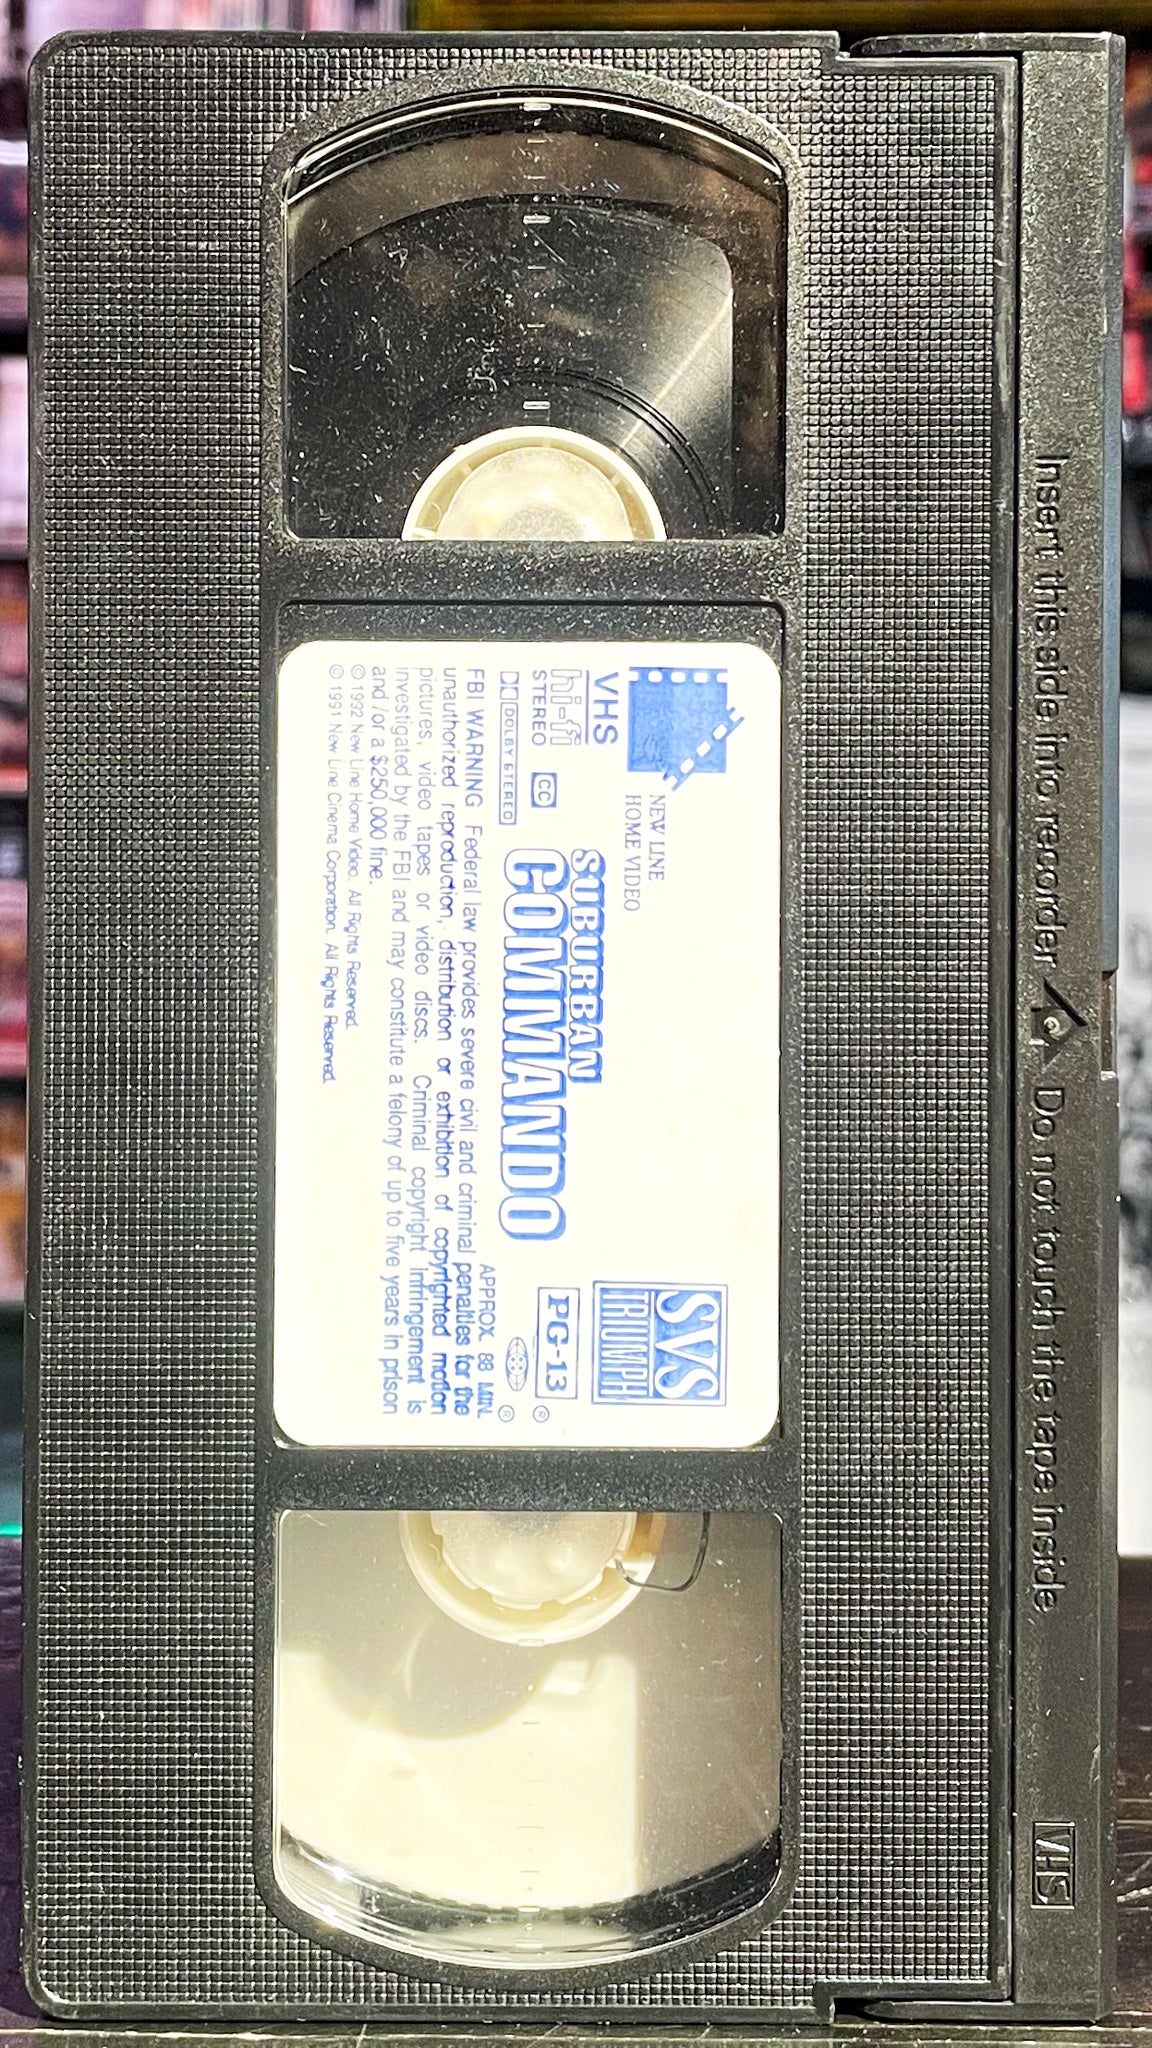 Insert this side into recorder Do not touch the tape inside
VHS
NEW LINE
HOME VIDEO
SVS
TRIUMPH
VHS
hi-fi
STEREO
CC
DOLBY STEREO
SUBURBAN
COMMANDO
PG-13 ®
APPROX. 88 MIN. ®
FBI WARNING Federal law provides severe civil and criminal penalties for the
unauthorized reproduction, distribution or exhibition of copyrighted motion
pictures, video tapes or video discs. Criminal copyright infringement is
investigated by the FBI and may constitute a felony of up to five years in prison
and/or a $250,000 fine.
© 1992 New Line Home Video. All Rights Reserved.
© 1991 New Line Cinema Corporation. All Rights Reserved.